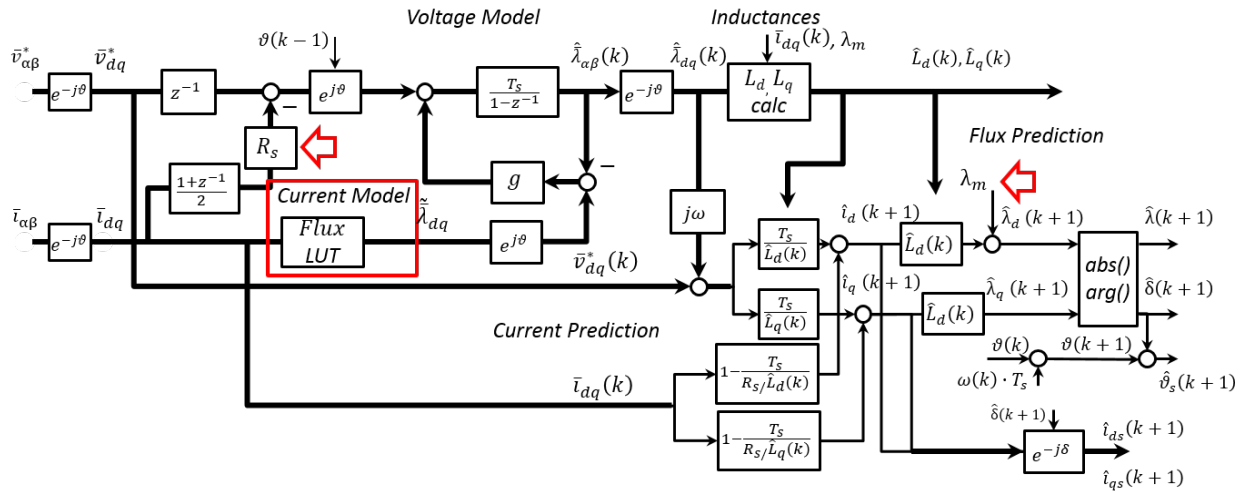 Voltage Model
Inductances
v̄*αβ
v̄*dq
ϑ(k−1)
λ̄̂αβ(k)
λ̄̂dq(k)
ī dq(k), λm
L̂d(k), L̂q(k)
e^−jϑ
z^−1
−
e^jϑ
Ts
1−z^−1
e^−jϑ
Ld, Lq
calc
Rs
Flux Prediction
1+z^−1
2
Current Model
g
−
λm
īαβ
īdq
e^−jϑ
Flux
LUT
λ̄̃dq
e^jϑ
jω
v̄*dq(k)
Ts
L̂d(k)
îd(k+1)
L̂d(k)
λ̂d(k+1)
abs()
arg()
λ̂(k+1)
Ts
L̂q(k)
îq(k+1)
L̂d(k)
λ̂q(k+1)
δ̂(k+1)
Current Prediction
ϑ(k)
ϑ(k+1)
ω(k)·Ts
ϑ̂s(k+1)
īdq(k)
1−Ts
Rs/L̂d(k)
1−Ts
Rs/L̂q(k)
δ̂(k+1)
e^−jδ
îds(k+1)
îqs(k+1)